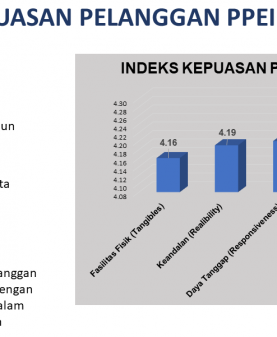 UASAN PELANGGAN PPEI
INDEKS KEPUASAN P
un
ta
anggan
engan
alam
n
4.30
4.28
4.26
4.24
4.22
4.20
4.18
4.16
4.14
4.12
4.10
4.08
4.16
4.19
Fasilitas Fisik (Tangibles)
Keandalan (Realibility)
Daya Tanggap (Responsiveness)